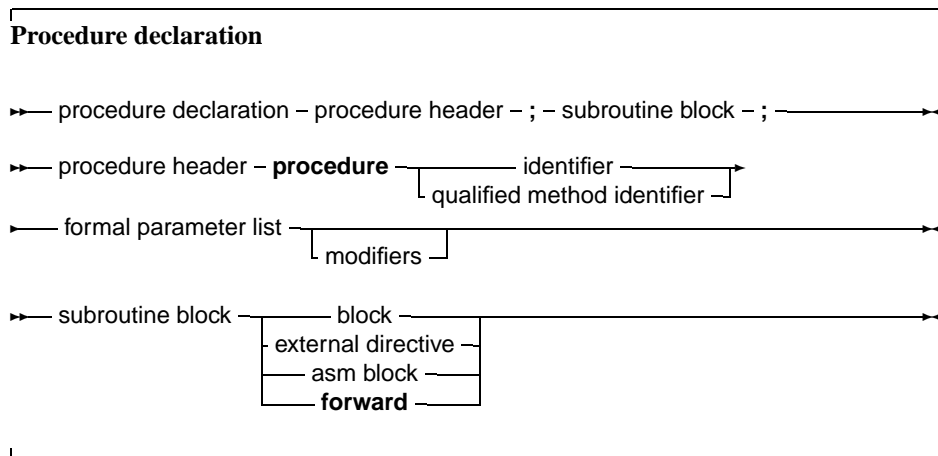 Procedure declaration
procedure declaration procedure header ; subroutine block ;
procedure header procedure identifier
qualified method identifier
formal parameter list
modifiers
subroutine block block
external directive
asm block
forward